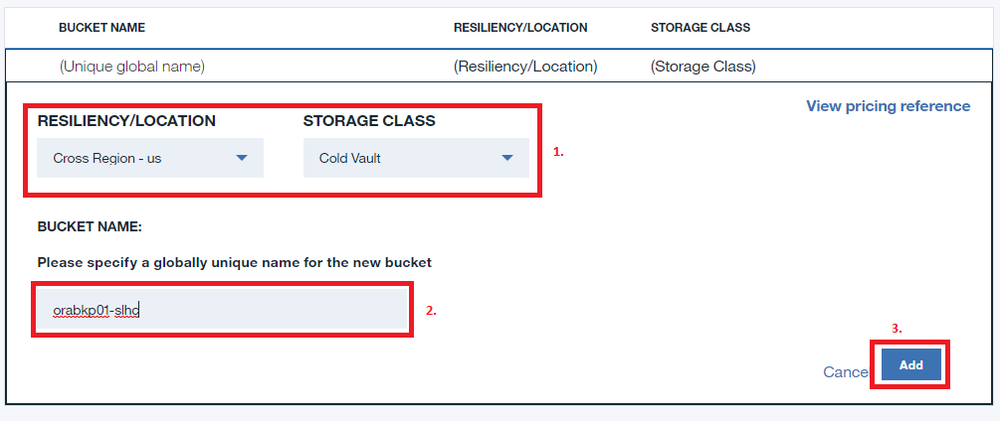 BUCKET NAME RESILIENCY/LOCATION STORAGE CLASS
(Unique global name) (Resiliency/Location) (Storage Class)
View pricing reference
RESILIENCY/LOCATION STORAGE CLASS
Cross Region - us Cold Vault 1.
BUCKET NAME:
Please specify a globally unique name for the new bucket
orabkp01-slhd 2.
3.
Cance Add